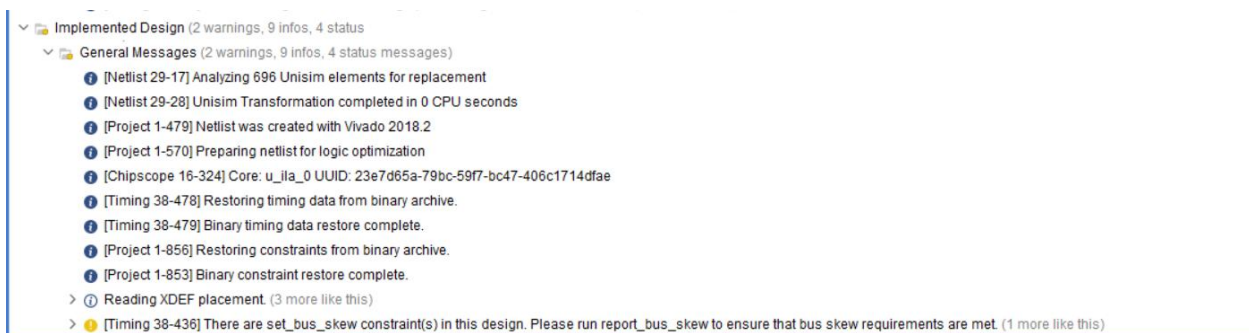 Implemented Design (2 warnings, 9 infos, 4 status
General Messages (2 warnings, 9 infos, 4 status messages)
[Netlist 29-17] Analyzing 696 Unisim elements for replacement
[Netlist 29-28] Unisim Transformation completed in 0 CPU seconds
[Project 1-479] Netlist was created with Vivado 2018.2
[Project 1-570] Preparing netlist for logic optimization
[Chipscope 16-324] Core: u_ila_0 UUID: 23e7d65a-79bc-59f7-bc47-406c1714dfae
[Timing 38-478] Restoring timing data from binary archive.
[Timing 38-479] Binary timing data restore complete.
[Project 1-856] Restoring constraints from binary archive.
[Project 1-853] Binary constraint restore complete.
Reading XDEF placement. (3 more like this)
[Timing 38-436] There are set_bus_skew constraint(s) in this design. Please run report_bus_skew to ensure that bus skew requirements are met. (1 more like this)